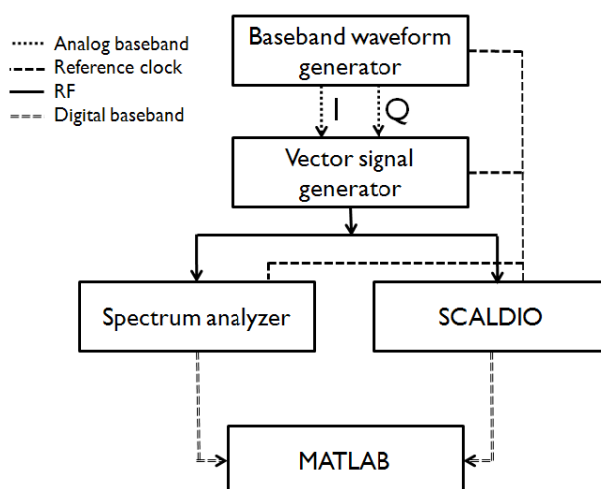 Analog baseband
Reference clock
RF
Digital baseband
Baseband waveform
generator
I Q
Vector signal
generator
Spectrum analyzer
SCALDIO
MATLAB